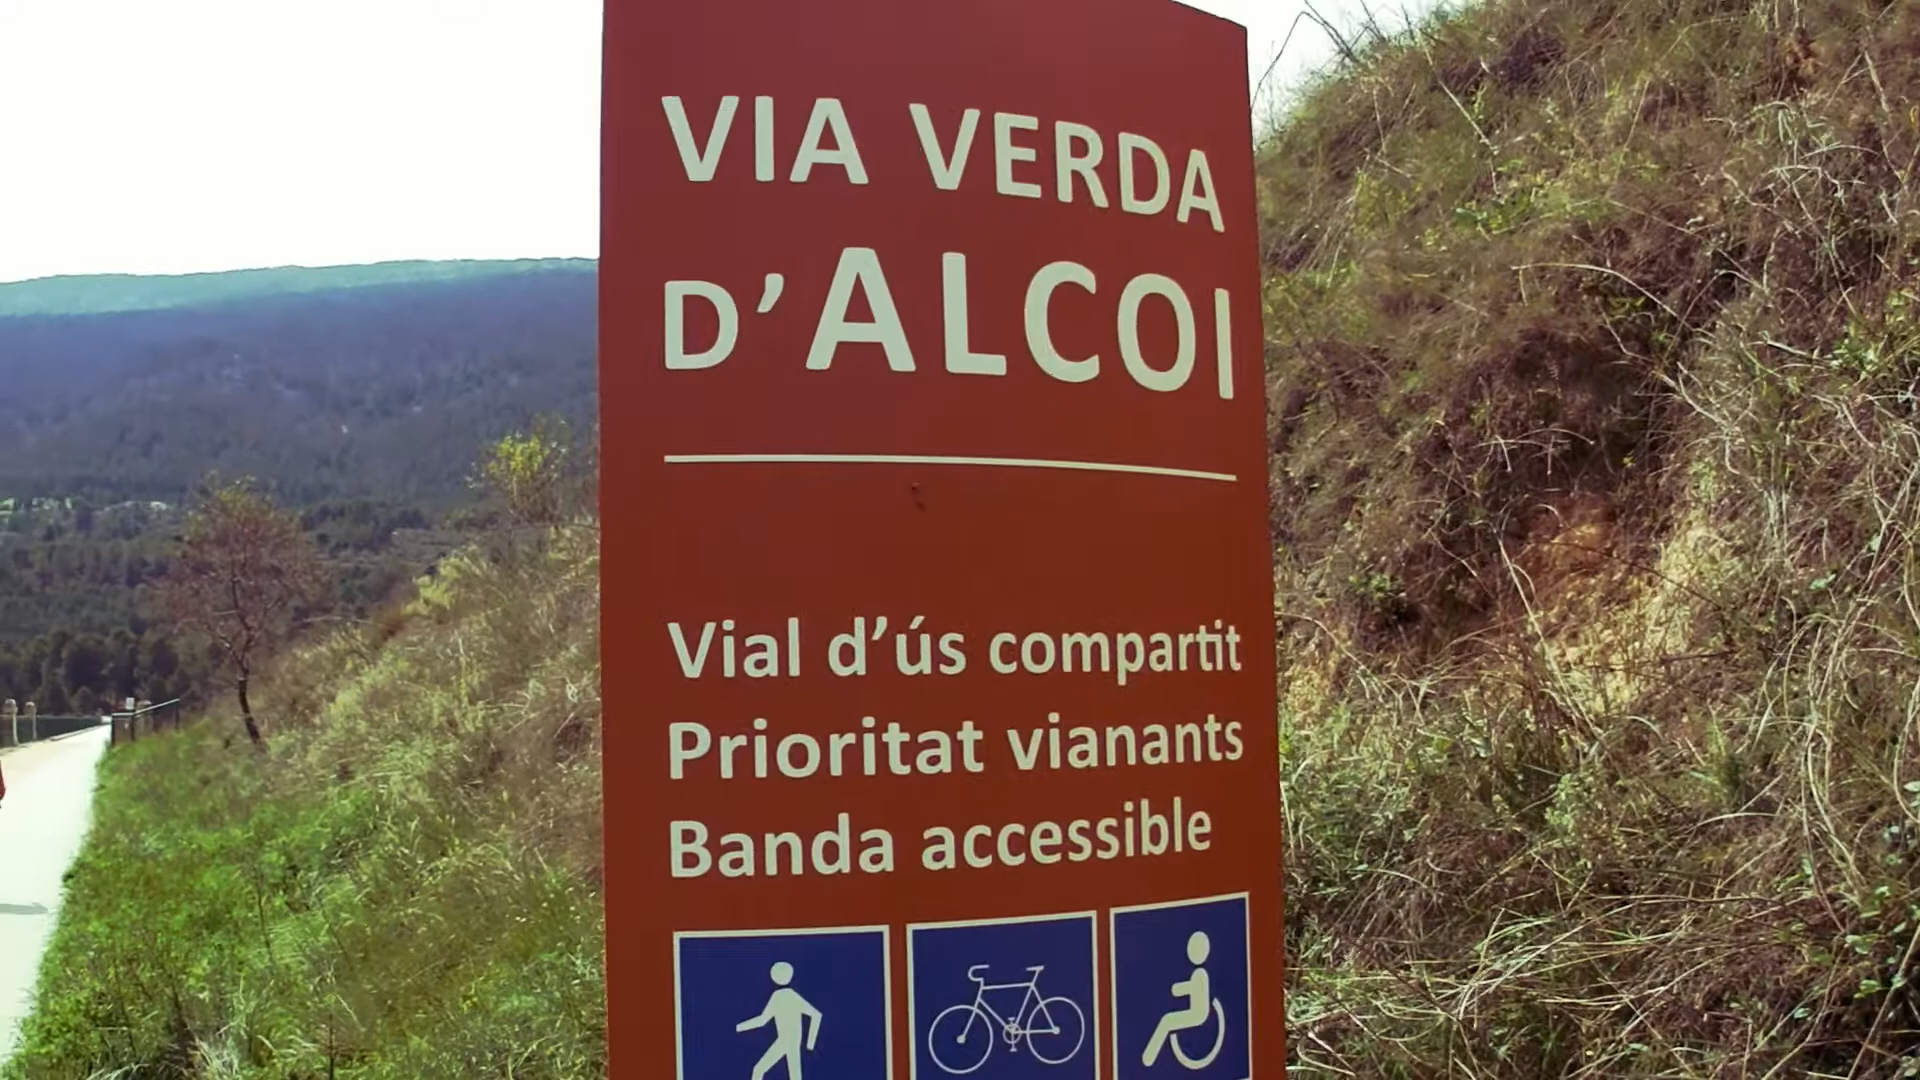 VIA VERDA
D’ALCOI
Vial d’ús compartit
Prioritat vianants
Banda accessible